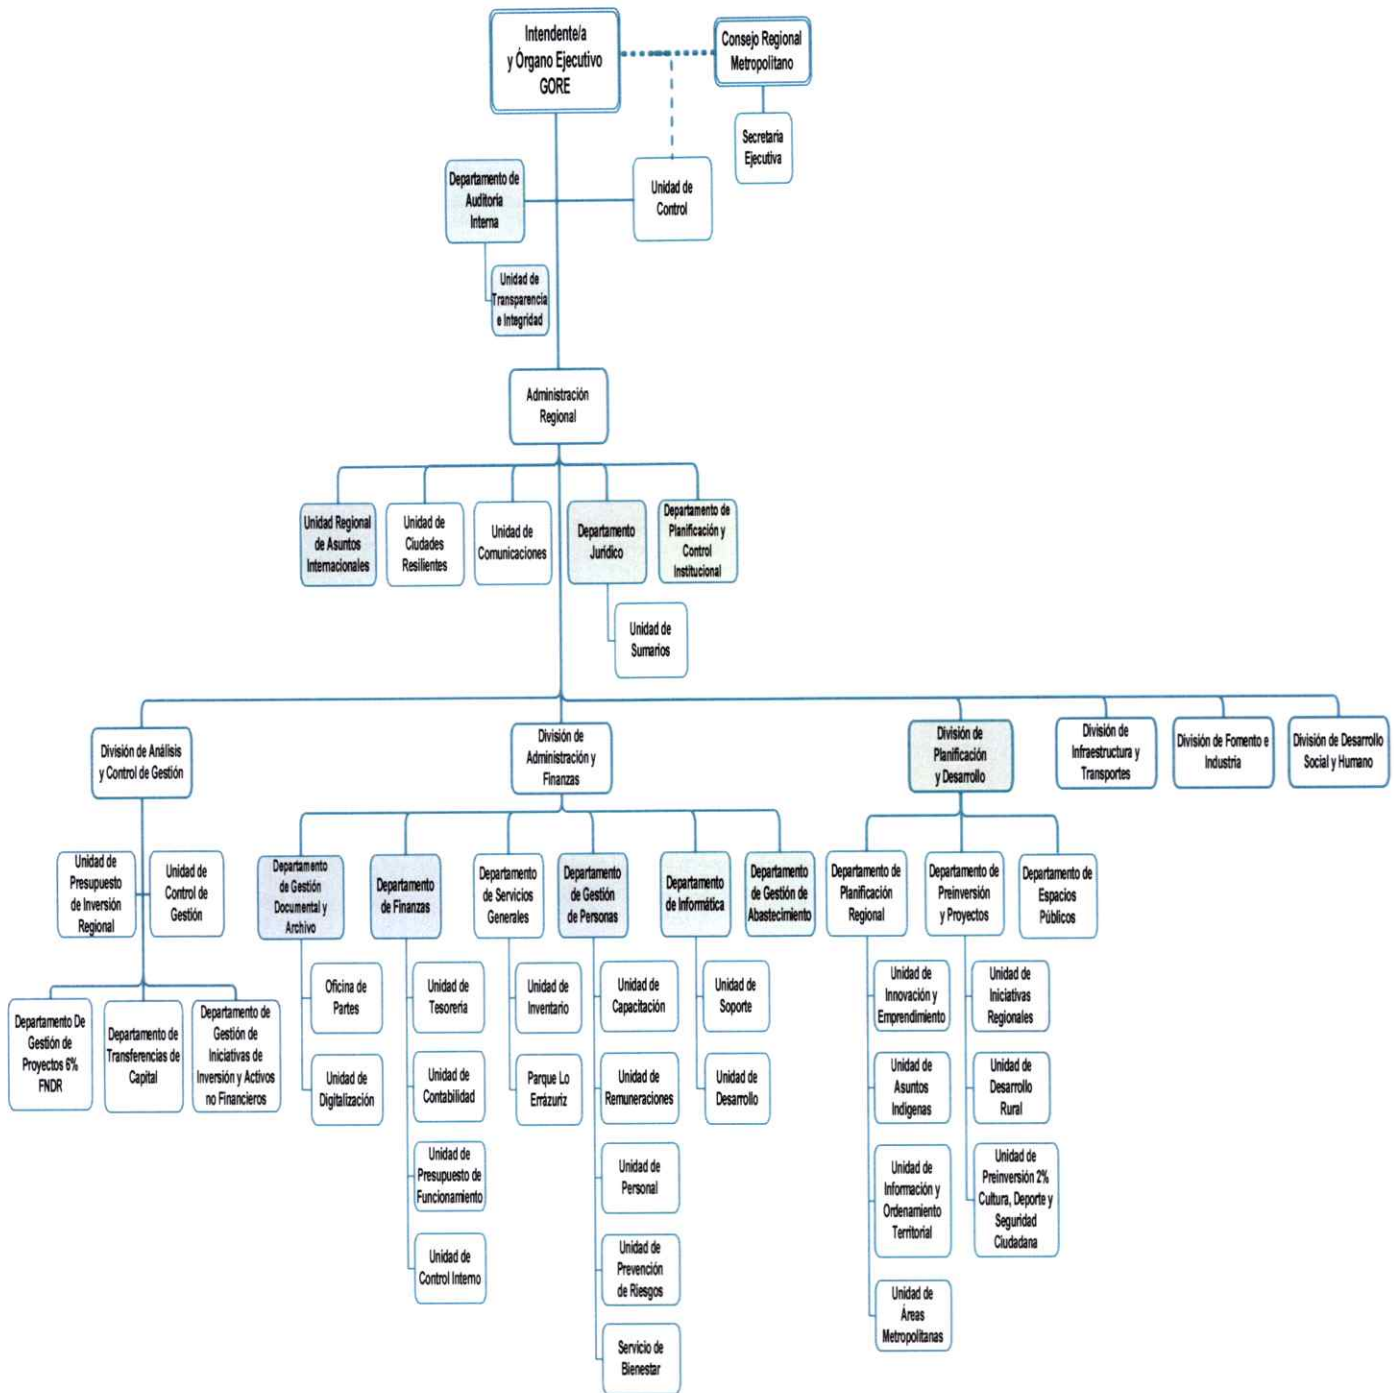 Intendente/a
y Órgano Ejecutivo
GORE
Consejo Regional
Metropolitano
Secretaria
Ejecutiva
Departamento de
Auditoría
Interna
Unidad de
Control
Unidad de
Transparencia
e Integridad
Administración
Regional
Unidad Regional
de Asuntos
Internacionales
Unidad de
Ciudades
Resilientes
Unidad de
Comunicaciones
Departamento
Jurídico
Departamento de
Planificación y
Control
Institucional
Unidad de
Sumarios
División de Análisis
y Control de Gestión
División de
Administración y
Finanzas
División de
Planificación
y Desarrollo
División de
Infraestructura y
Transportes
División de Fomento e
Industria
División de Desarrollo
Social y Humano
Unidad de
Presupuesto
de Inversión
Regional
Unidad de
Control de
Gestión
Departamento
de Gestión
Documental y
Archivo
Departamento
de Finanzas
Departamento
de Servicios
Generales
Departamento
de Gestión
de Personas
Departamento
de Informática
Departamento
de Gestión de
Abastecimiento
Departamento de
Planificación
Regional
Departamento de
Preinversión
y Proyectos
Departamento de
Espacios
Públicos
Departamento De
Gestión de
Proyectos 6%
FNDR
Departamento de
Transferencias de
Capital
Departamento de
Gestión de
Iniciativas de
Inversión y Activos
no Financieros
Oficina de
Partes
Unidad de
Digitalización
Unidad de
Tesorería
Unidad de
Contabilidad
Unidad de
Presupuesto de
Funcionamiento
Unidad de
Control Interno
Unidad de
Inventario
Parque Lo
Errázuriz
Unidad de
Capacitación
Unidad de
Remuneraciones
Unidad de
Personal
Unidad de
Prevención
de Riesgos
Servicio de
Bienestar
Unidad de
Soporte
Unidad de
Desarrollo
Unidad de
Innovación y
Emprendimiento
Unidad de
Asuntos
Indígenas
Unidad de
Información y
Ordenamiento
Territorial
Unidad de
Áreas
Metropolitanas
Unidad de
Iniciativas
Regionales
Unidad de
Desarrollo
Rural
Unidad de
Preinversión 2%
Cultura, Deporte y
Seguridad
Ciudadana